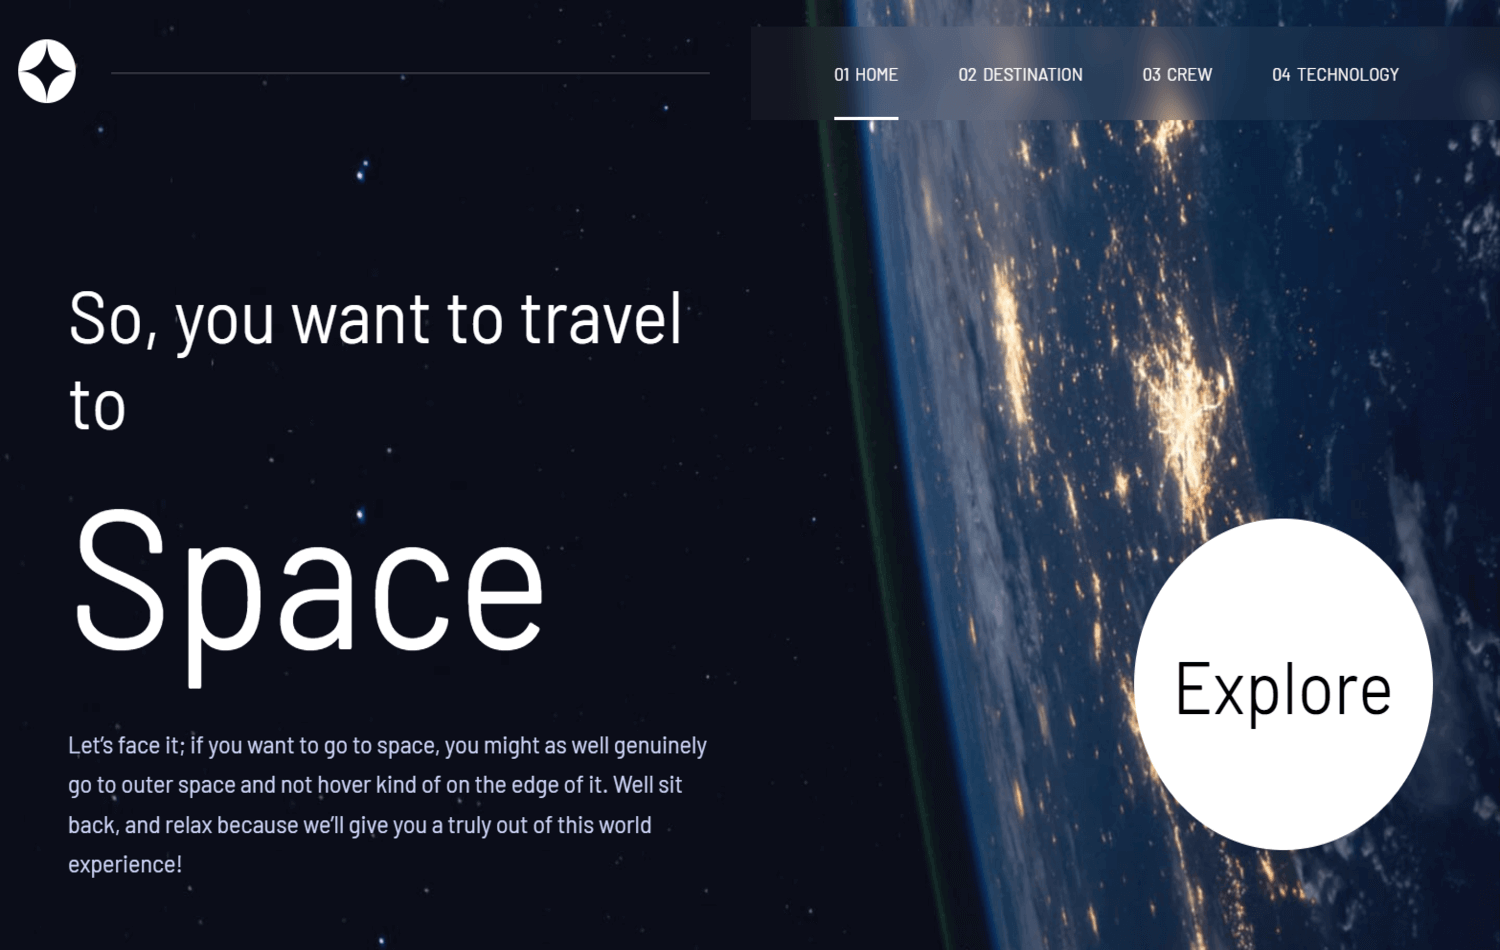 01 HOME 02 DESTINATION 03 CREW 04 TECHNOLOGY
So, you want to travel
to
Space
Let’s face it; if you want to go to space, you might as well genuinely
go to outer space and not hover kind of on the edge of it. Well sit
back, and relax because we’ll give you a truly out of this world
experience!
Explore